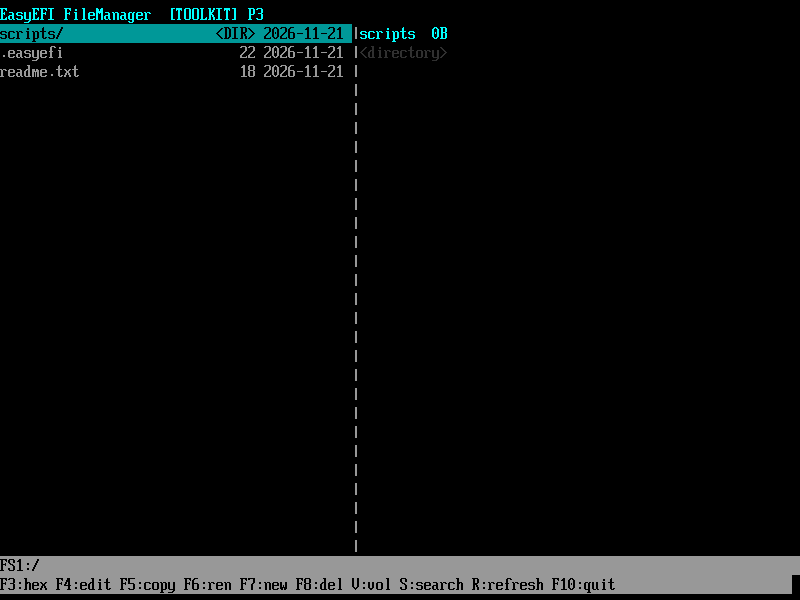 EasyEFI FileManager [TOOLKIT] P3
scripts/ <DIR> 2026-11-21 |scripts 0B
.easyefi 22 2026-11-21 |<directory>
readme.txt 18 2026-11-21 |
FS1:/
F3:hex F4:edit F5:copy F6:ren F7:new F8:del V:vol S:search R:refresh F10:quit